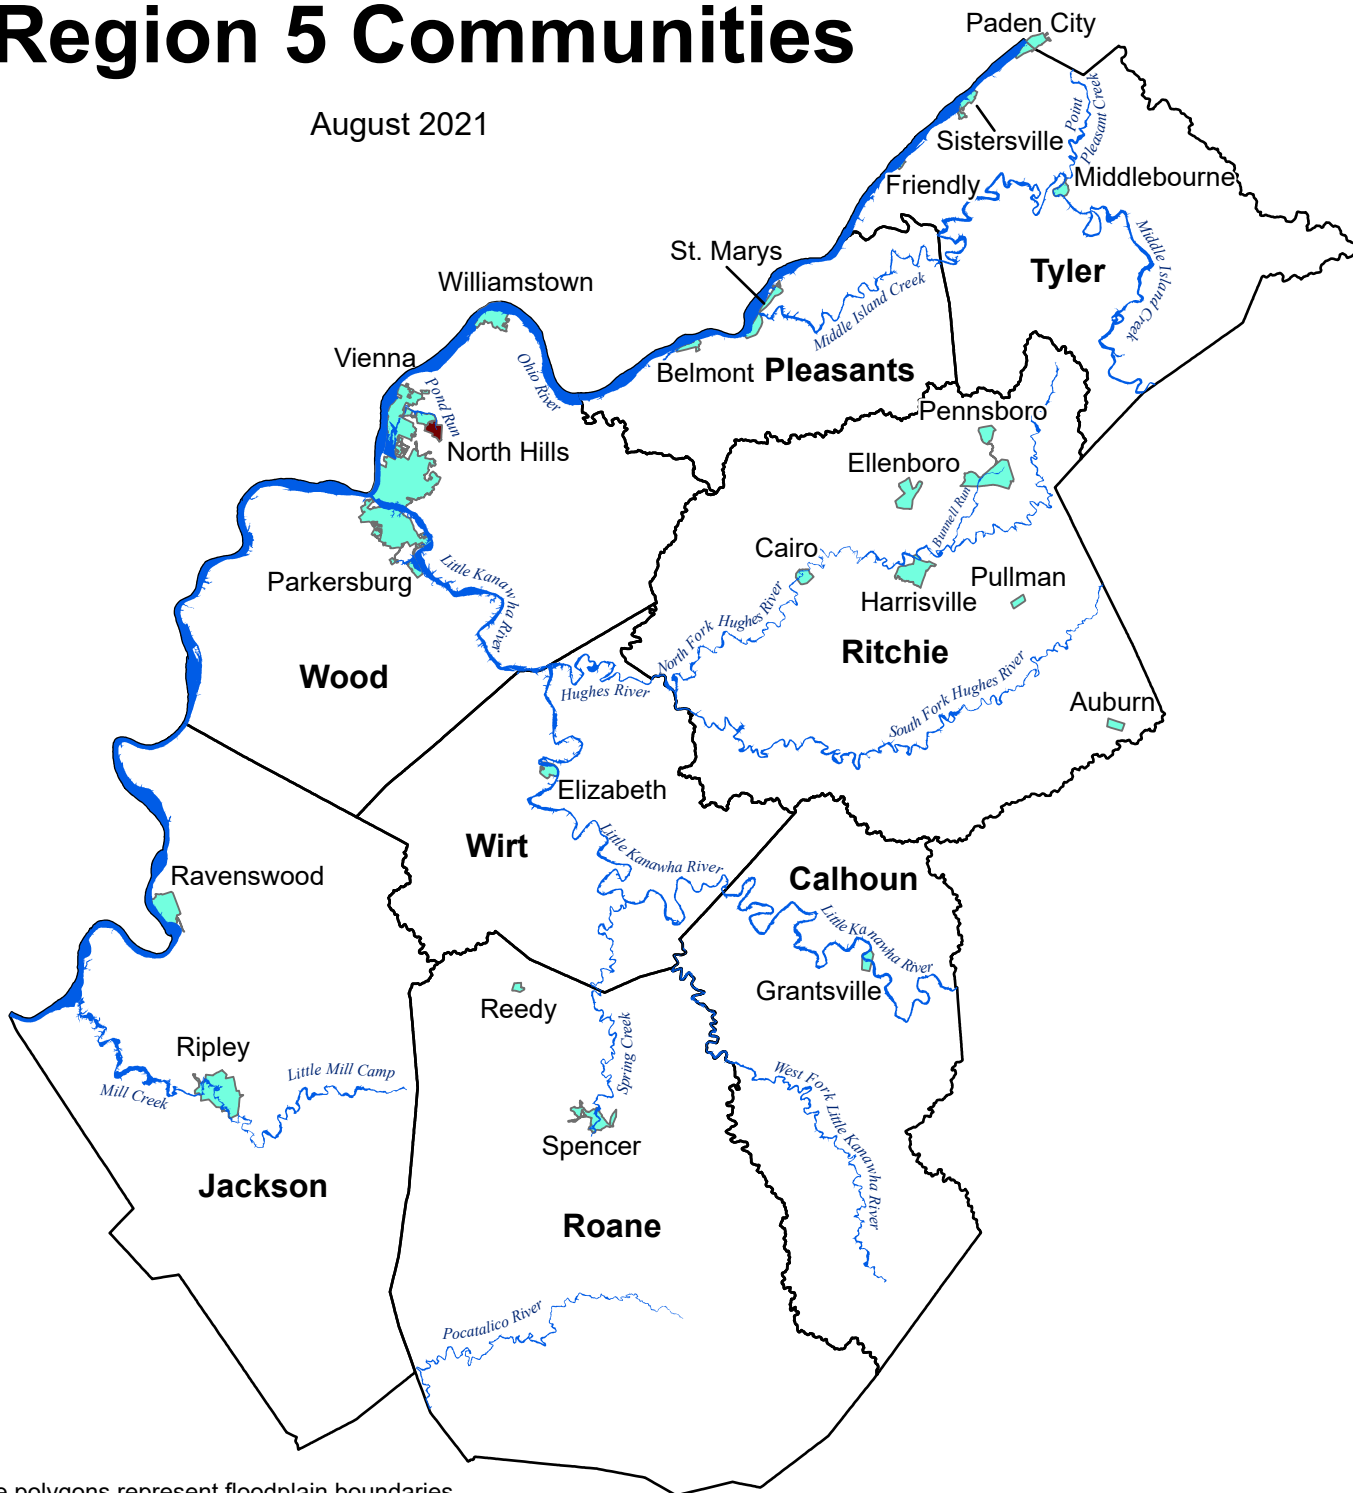 Region 5 Communities
August 2021
Paden City
Point
Pleasant Creek
Sistersville
Friendly
Middlebourne
St. Marys
Tyler
Middle Island Creek
Middle Island Creek
Williamstown
Vienna
Ohio River
Pond Run
Belmont
Pleasants
North Hills
Pennsboro
Ellenboro
Bunnell Run
Cairo
Parkersburg
Little Kanawha River
Harrisville
Pullman
North Fork Hughes River
Ritchie
Wood
Hughes River
South Fork Hughes River
Auburn
Elizabeth
Wirt
Little Kanawha River
Calhoun
Ravenswood
Little Kanawha River
Grantsville
Reedy
Spring Creek
Ripley
Little Mill Camp
Mill Creek
West Fork Little Kanawha River
Spencer
Jackson
Roane
Pocatalico River
polygons represent floodplain boundaries